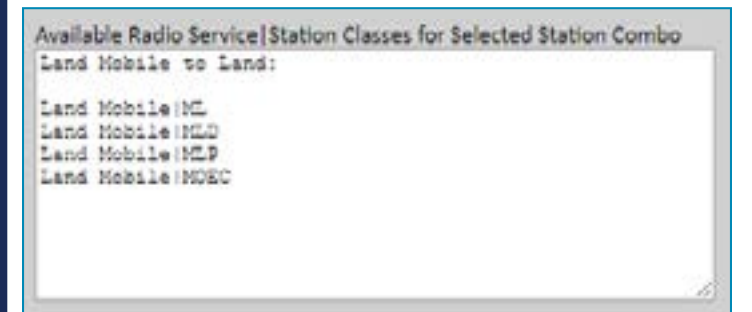 Available Radio Service|Station Classes for Selected Station Combo
Land Mobile to Land:
Land Mobile|ML
Land Mobile|MLD
Land Mobile|MLP
Land Mobile|MOEC